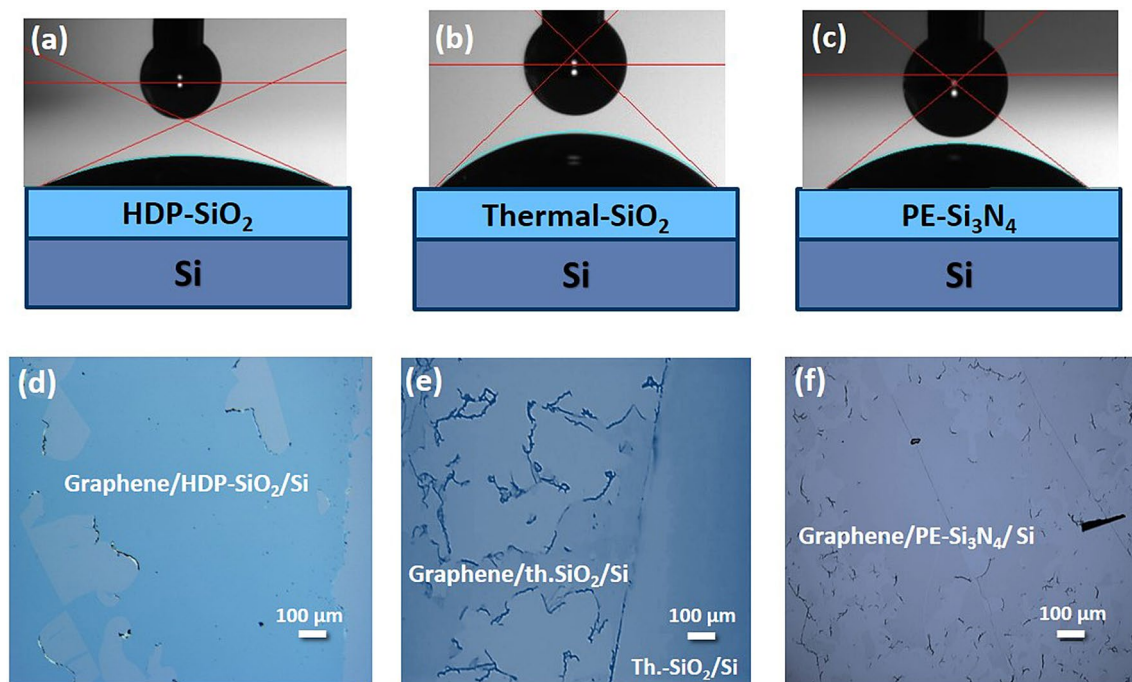 (a)
(b)
(c)
HDP-SiO₂
Thermal-SiO₂
PE-Si₃N₄
Si
Si
Si
(d)
(e)
(f)
Graphene/HDP-SiO₂/Si
Graphene/th.SiO₂/Si
Graphene/PE-Si₃N₄/ Si
100 µm
100 µm
100 µm
Th.-SiO₂/Si